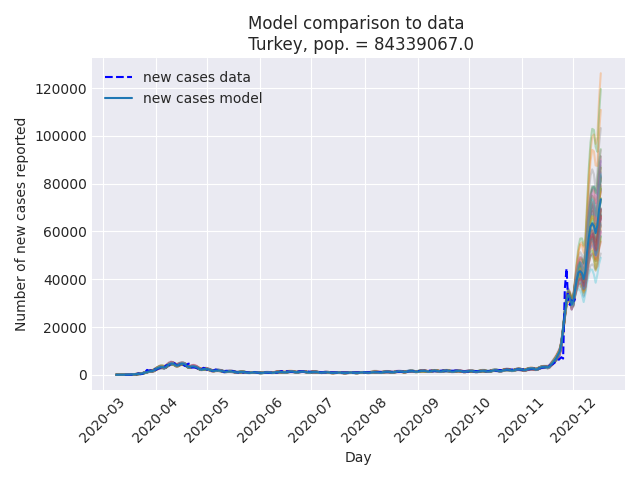 Model comparison to data
Turkey, pop. = 84339067.0
new cases data
new cases model
120000
100000
80000
60000
40000
20000
0
Number of new cases reported
2020-03
2020-04
2020-05
2020-06
2020-07
2020-08
2020-09
2020-10
2020-11
2020-12
Day